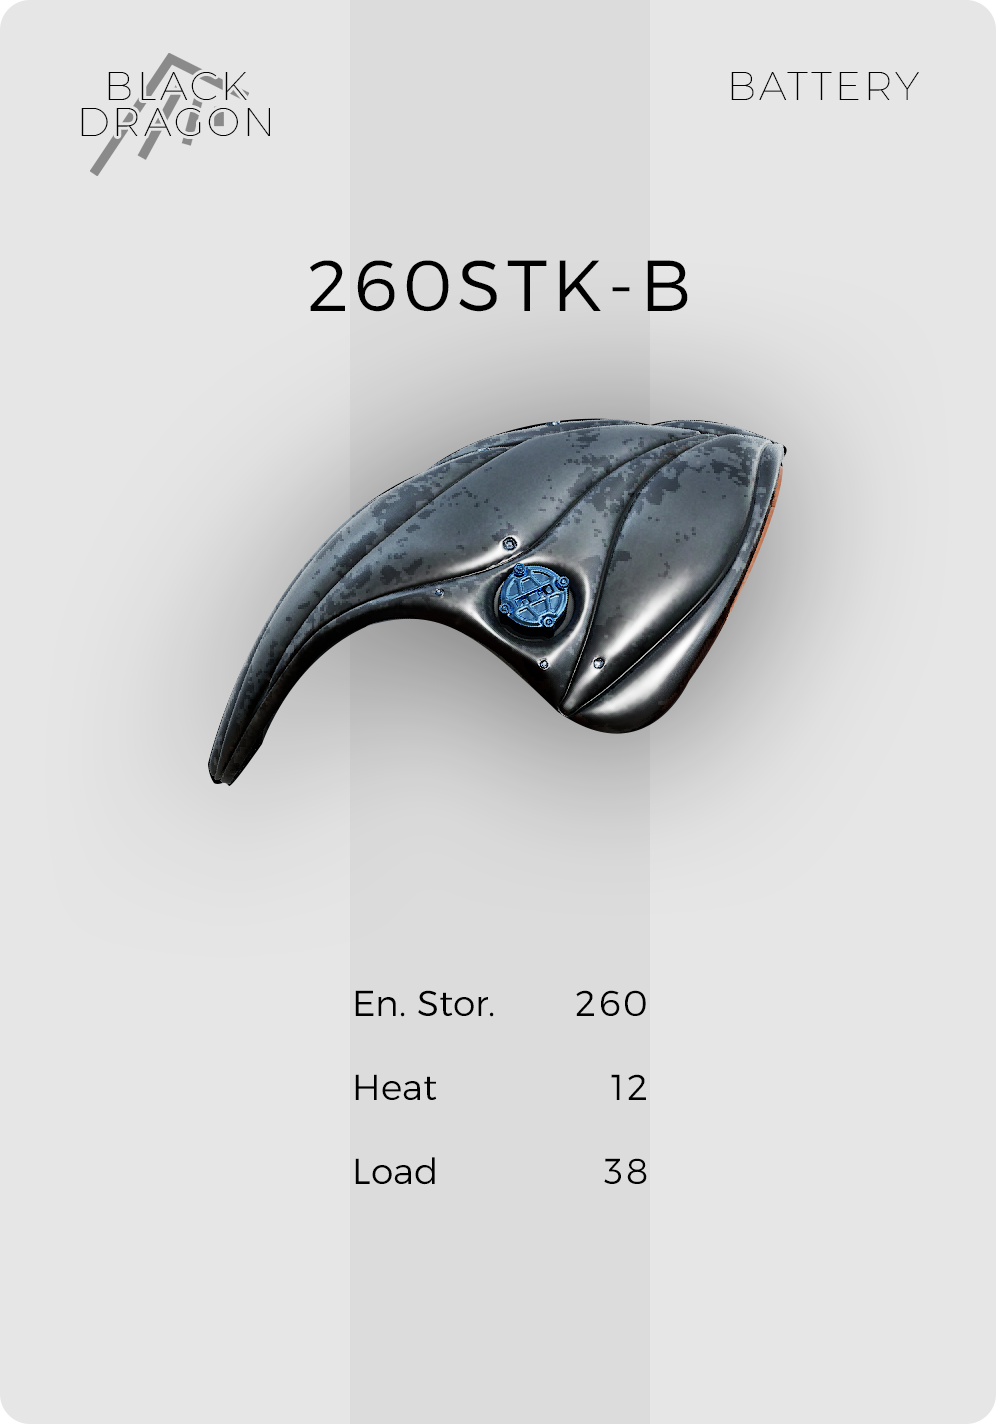 BLACK
DRAGON
BATTERY
260STK-B
En. Stor. 260
Heat 12
Load 38